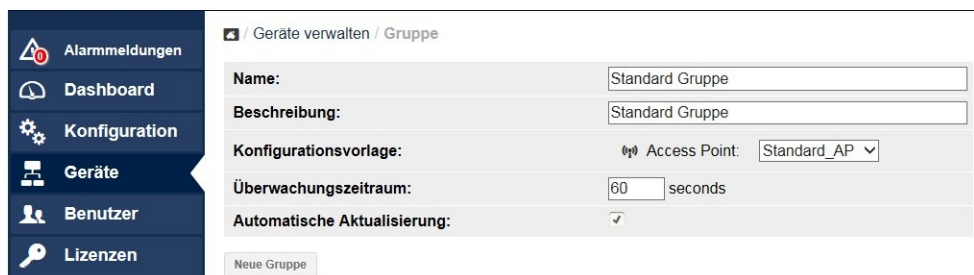 0
Alarmmeldungen
Dashboard
Konfiguration
Geräte
Benutzer
Lizenzen
/ Geräte verwalten / Gruppe
Name: Standard Gruppe
Beschreibung: Standard Gruppe
Konfigurationsvorlage: Access Point: Standard_AP
Überwachungszeitraum: 60 seconds
Automatische Aktualisierung:
Neue Gruppe